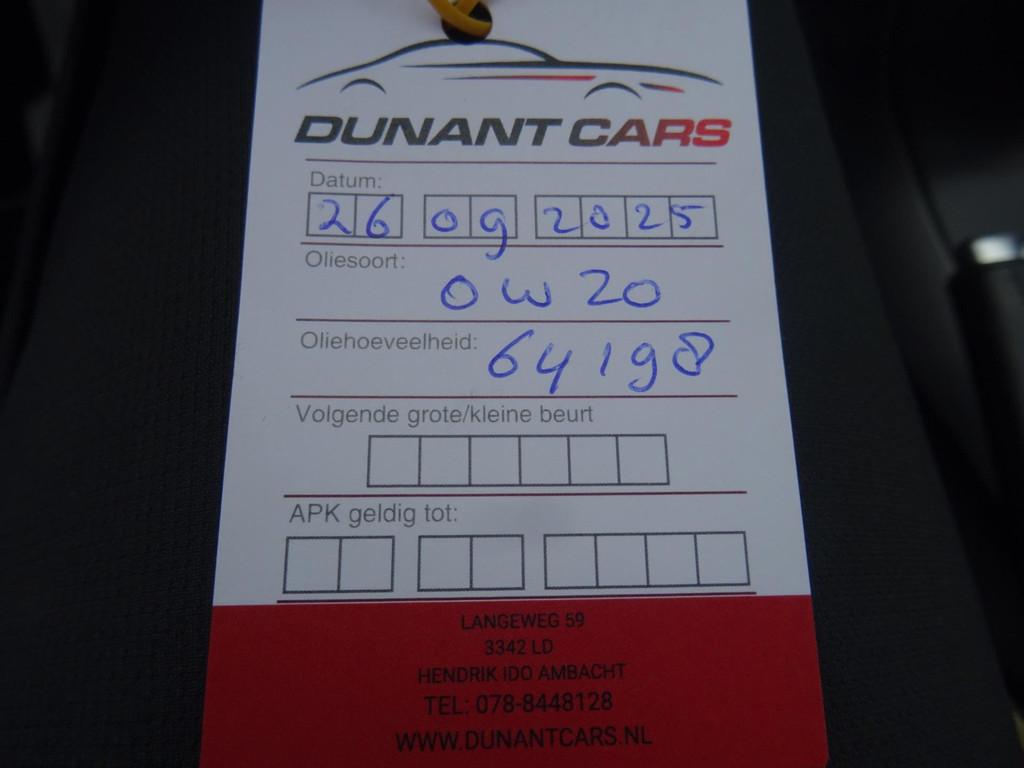 DUNANT CARS
Datum:
26 09 2025
Oliesoort:
0W20
Oliehoeveelheid: 64198
Volgende grote/kleine beurt
APK geldig tot:
LANGEWEG 59
3342 LD
HENDRIK IDO AMBACHT
TEL: 078-8448128
WWW.DUNANTCARS.NL